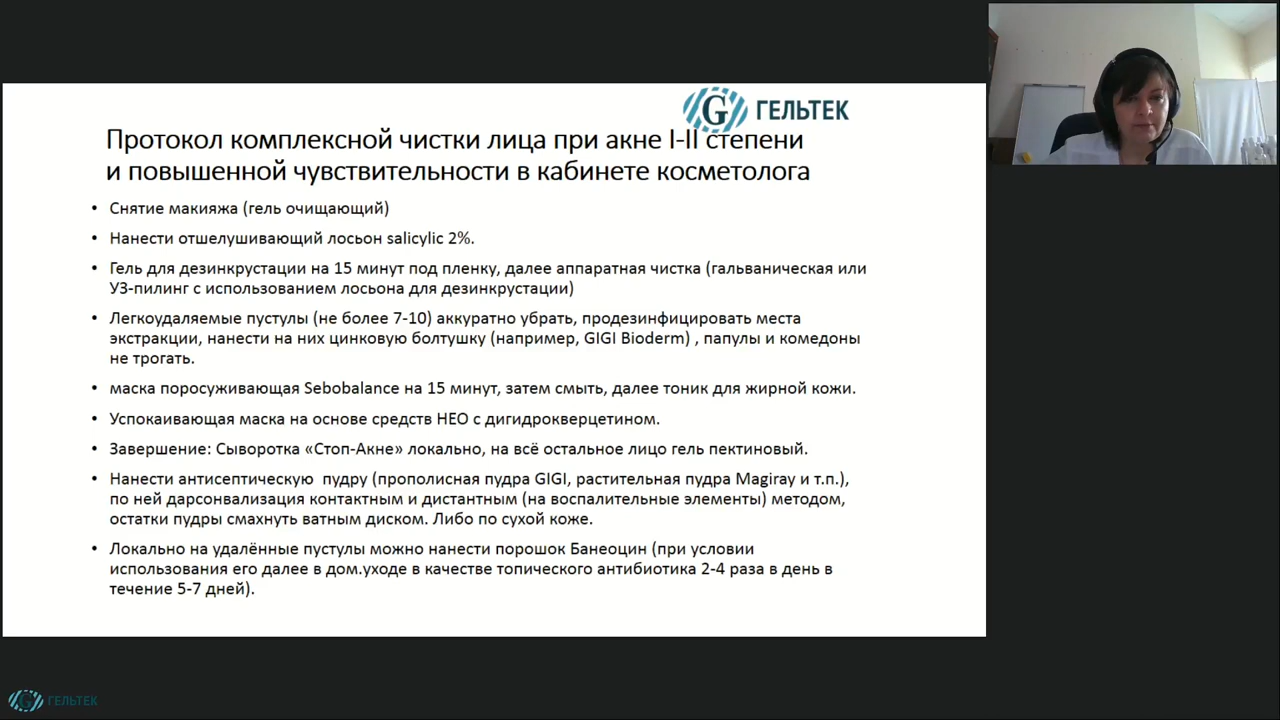 ГЕЛЬТЕК
Протокол комплексной чистки лица при акне I-II степени
и повышенной чувствительности в кабинете косметолога
• Снятие макияжа (гель очищающий)
• Нанести отшелушивающий лосьон salicylic 2%.
• Гель для дезинкрустации на 15 минут под пленку, далее аппаратная чистка (гальваническая или
УЗ-пилинг с использованием лосьона для дезинкрустации)
• Легкоудаляемые пустулы (не более 7-10) аккуратно убрать, продезинфицировать места
экстракции, нанести на них цинковую болтушку (например, GIGI Bioderm) , папулы и комедоны
не трогать.
• маска поросуживающая Sebobalance на 15 минут, затем смыть, далее тоник для жирной кожи.
• Успокаивающая маска на основе средств НЕО с дигидрокверцетином.
• Завершение: Сыворотка «Стоп-Акне» локально, на всё остальное лицо гель пектиновый.
• Нанести антисептическую пудру (прополисная пудра GIGI, растительная пудра Magiray и т.п.),
по ней дарсонвализация контактным и дистантным (на воспалительные элементы) методом,
остатки пудры смахнуть ватным диском. Либо по сухой коже.
• Локально на удалённые пустулы можно нанести порошок Банеоцин (при условии
использования его далее в дом.уходе в качестве топического антибиотика 2-4 раза в день в
течение 5-7 дней).
ГЕЛЬТЕК